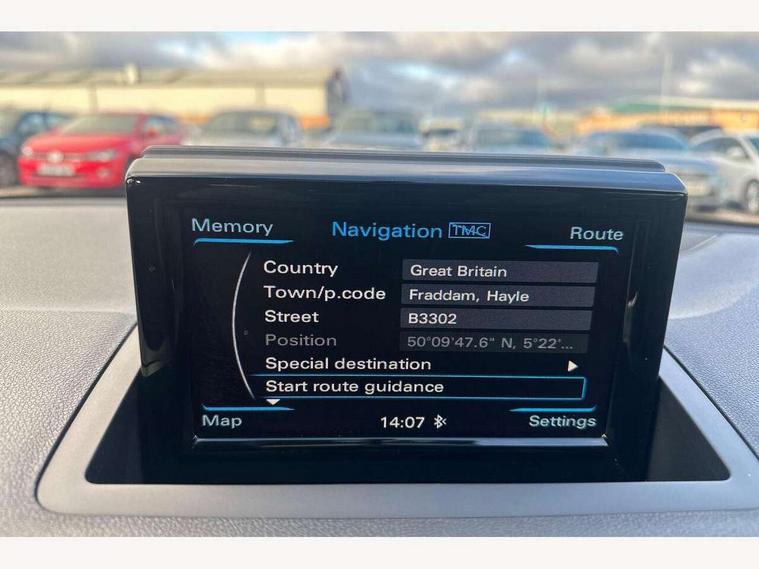 Memory Navigation TMC Route
Country Great Britain
Town/p.code Fraddam, Hayle
Street B3302
Position 50°09'47.6" N, 5°22'...
Special destination
Start route guidance
Map 14:07 Settings